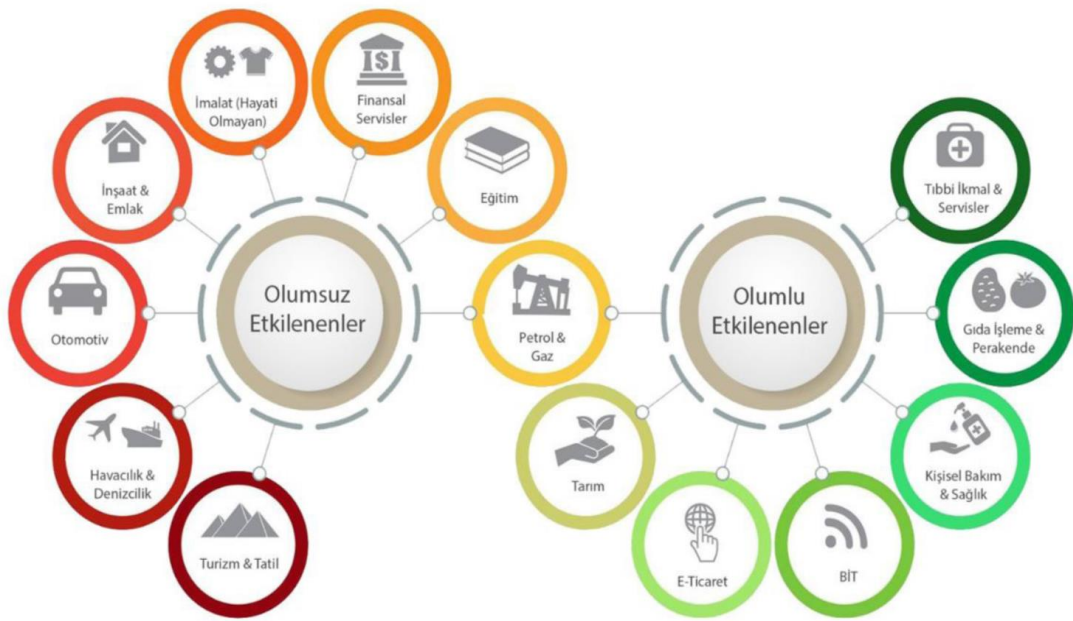 İmalat (Hayati
Olmayan)
Finansal
Servisler
İnşaat &
Emlak
Eğitim
Otomotiv
Olumsuz
Etkilenenler
Petrol &
Gaz
Havacılık &
Denizcilik
Turizm & Tatil
Olumlu
Etkilenenler
Tıbbi İkmal &
Servisler
Gıda İşleme &
Perakende
Kişisel Bakım
& Sağlık
Tarım
E-Ticaret
BİT